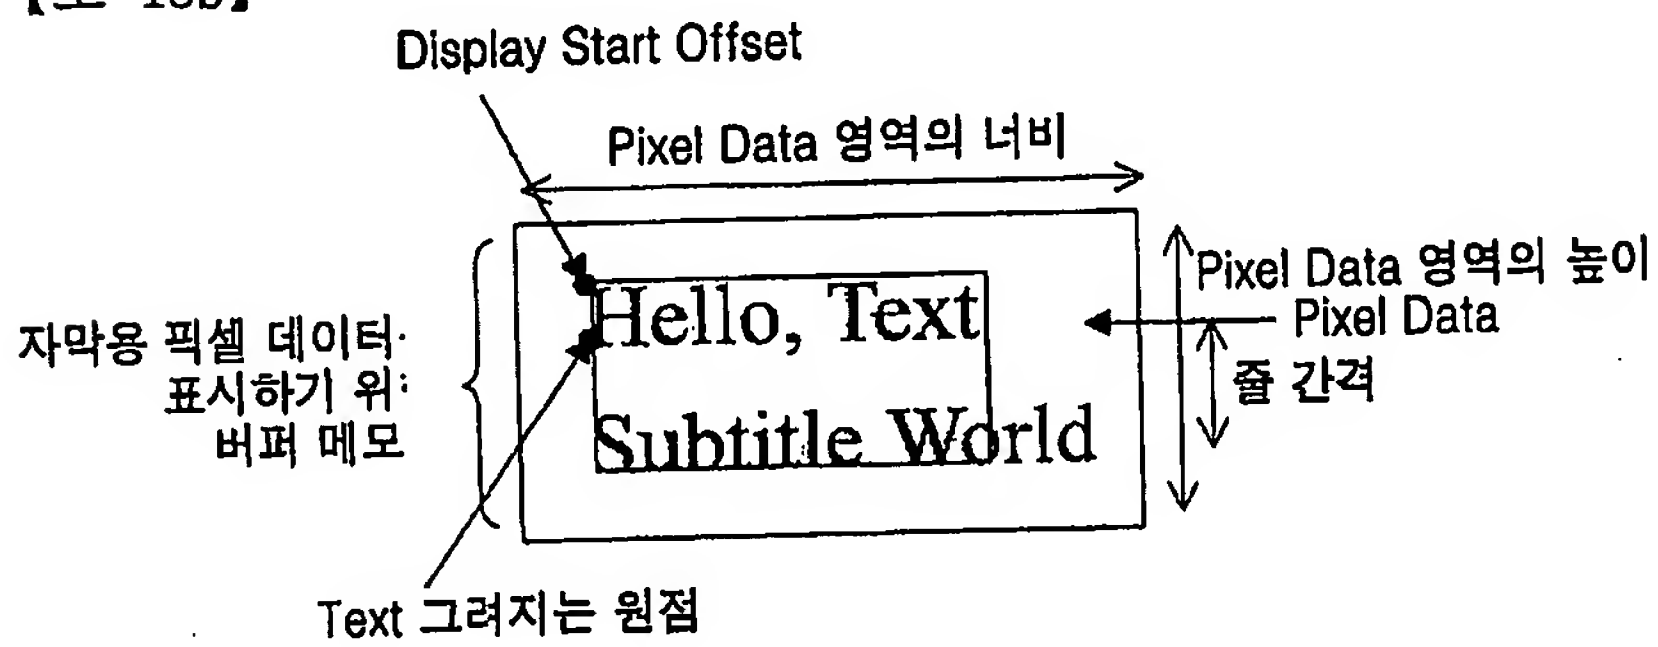 Display Start Offset
Pixel Data 영역의 너비
Pixel Data 영역의 높이
Hello, Text
Pixel Data
자막용 픽셀 데이터
줄 간격
표시하기 위
버퍼 메모
Subtitle World
Text 그려지는 원점